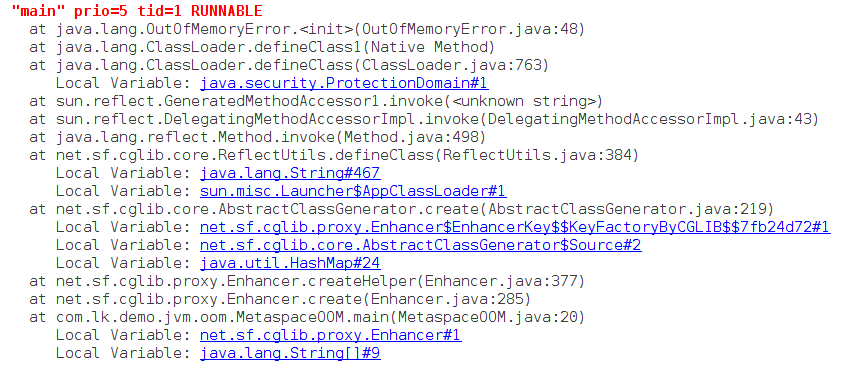 "main" prio=5 tid=1 RUNNABLE
at java.lang.OutOfMemoryError.<init>(OutOfMemoryError.java:48)
at java.lang.ClassLoader.defineClass1(Native Method)
at java.lang.ClassLoader.defineClass(ClassLoader.java:763)
Local Variable: java.security.ProtectionDomain#1
at sun.reflect.GeneratedMethodAccessor1.invoke(<unknown string>)
at sun.reflect.DelegatingMethodAccessorImpl.invoke(DelegatingMethodAccessorImpl.java:43)
at java.lang.reflect.Method.invoke(Method.java:498)
at net.sf.cglib.core.ReflectUtils.defineClass(ReflectUtils.java:384)
Local Variable: java.lang.String#467
Local Variable: sun.misc.Launcher$AppClassLoader#1
at net.sf.cglib.core.AbstractClassGenerator.create(AbstractClassGenerator.java:219)
Local Variable: net.sf.cglib.proxy.Enhancer$EnhancerKey$$KeyFactoryByCGLIB$$7fb24d72#1
Local Variable: net.sf.cglib.core.AbstractClassGenerator$Source#2
Local Variable: java.util.HashMap#24
at net.sf.cglib.proxy.Enhancer.createHelper(Enhancer.java:377)
at net.sf.cglib.proxy.Enhancer.create(Enhancer.java:285)
at com.lk.demo.jvm.oom.MetaspaceOOM.main(MetaspaceOOM.java:20)
Local Variable: net.sf.cglib.proxy.Enhancer#1
Local Variable: java.lang.String[]#9